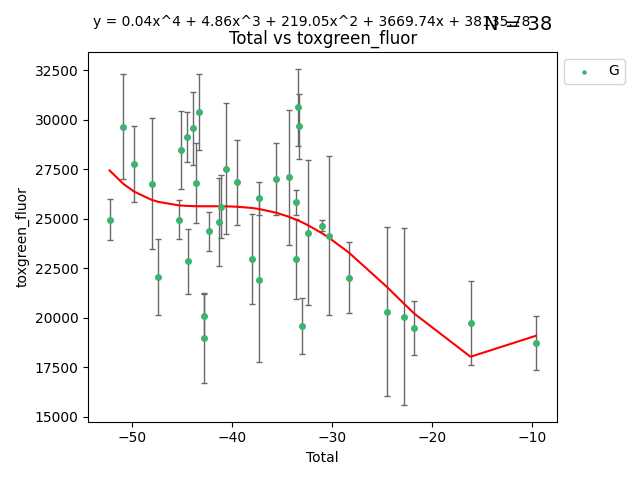 y = 0.04x^4 + 4.86x^3 + 219.05x^2 + 3669.74x + 38135.78
N = 38
Total vs toxgreen_fluor
G
32500
30000
27500
25000
22500
20000
17500
15000
toxgreen_fluor
−50
−40
−30
−20
−10
Total